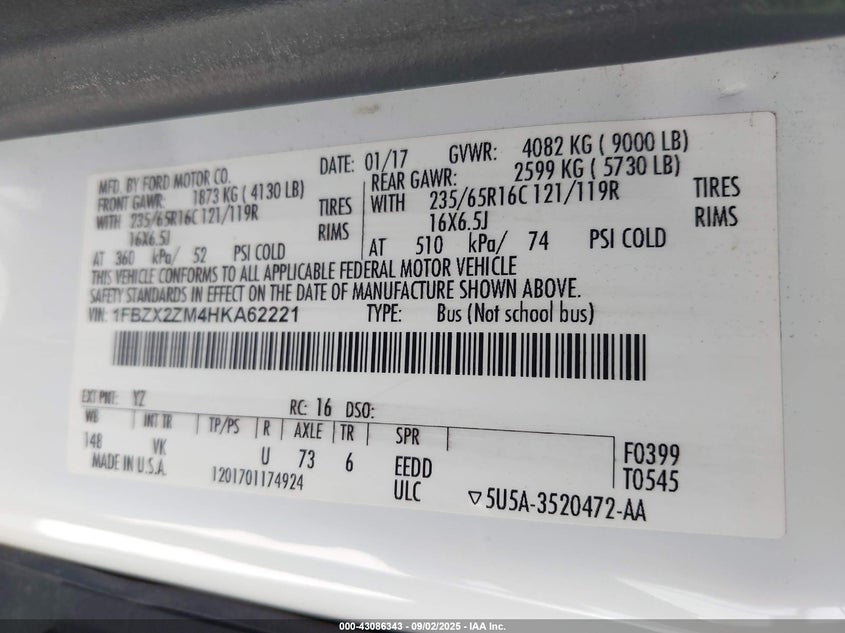 MFD. BY FORD MOTOR CO. DATE: 01/17 GVWR: 4082 KG ( 9000 LB)
FRONT GAWR: 1873 KG ( 4130 LB) REAR GAWR: 2599 KG ( 5730 LB)
WITH 235/65R16C 121/119R TIRES WITH 235/65R16C 121/119R TIRES
16X6.5J RIMS 16X6.5J RIMS
AT 360 kPa/ 52 PSI COLD AT 510 kPa/ 74 PSI COLD
THIS VEHICLE CONFORMS TO ALL APPLICABLE FEDERAL MOTOR VEHICLE
SAFETY STANDARDS IN EFFECT ON THE DATE OF MANUFACTURE SHOWN ABOVE.
VIN: 1FBZX2ZM4HKA62221 TYPE: Bus (Not school bus)
EXT PNT: YZ RC: 16 DSO:
WB INT TR TP/PS R AXLE TR SPR
148 VK U 73 6 EEDD F0399
MADE IN U.S.A. 1201701174924 ULC T0545
▽5U5A-3520472-AA
000-43086343 - 09/02/2025 - IAA Inc.